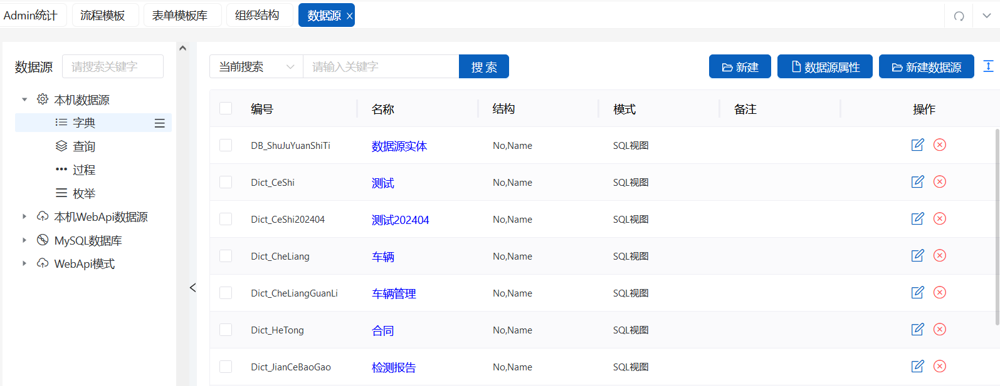 Admin统计 流程模板 表单模板库 组织结构 数据源 ×
数据源 请搜索关键字
本机数据源
字典
查询
过程
枚举
本机WebApi数据源
MySQL数据库
WebApi模式
当前搜索 请输入关键字 搜 索 新建 数据源属性 新建数据源
编号 名称 结构 模式 备注 操作
DB_ShuJuYuanShiTi 数据源实体 No,Name SQL视图
Dict_CeShi 测试 No,Name SQL视图
Dict_CeShi202404 测试202404 No,Name SQL视图
Dict_CheLiang 车辆 No,Name SQL视图
Dict_CheLiangGuanLi 车辆管理 No,Name SQL视图
Dict_HeTong 合同 No,Name SQL视图
Dict_JianCeBaoGao 检测报告 No,Name SQL视图